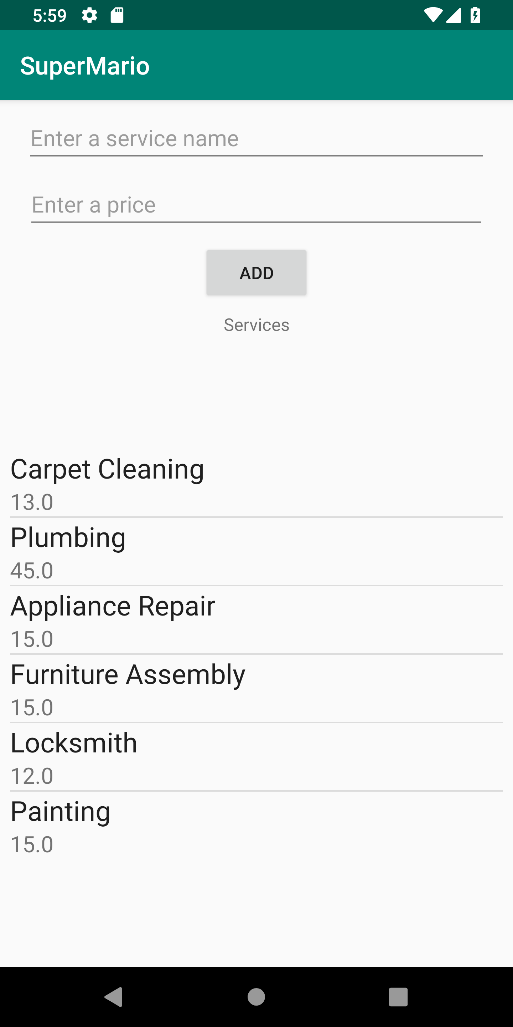 5:59
SuperMario
Enter a service name
Enter a price
ADD
Services
Carpet Cleaning
13.0
Plumbing
45.0
Appliance Repair
15.0
Furniture Assembly
15.0
Locksmith
12.0
Painting
15.0